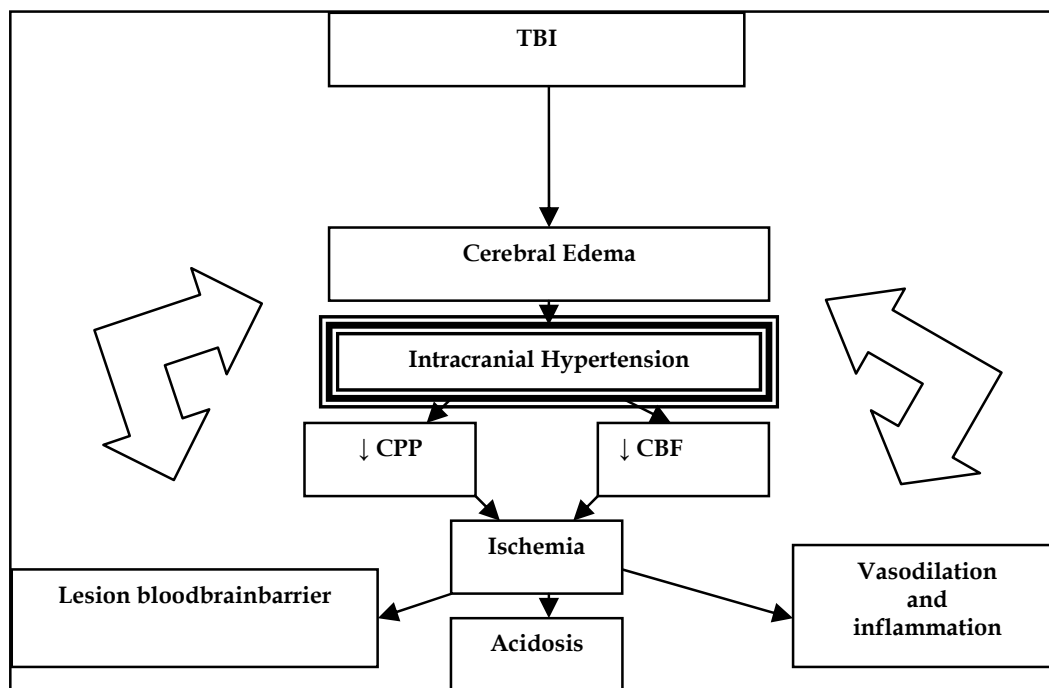 TBI
Cerebral Edema
Intracranial Hypertension
↓ CPP
↓ CBF
Ischemia
Lesion bloodbrainbarrier
Acidosis
Vasodilation
and
inflammation